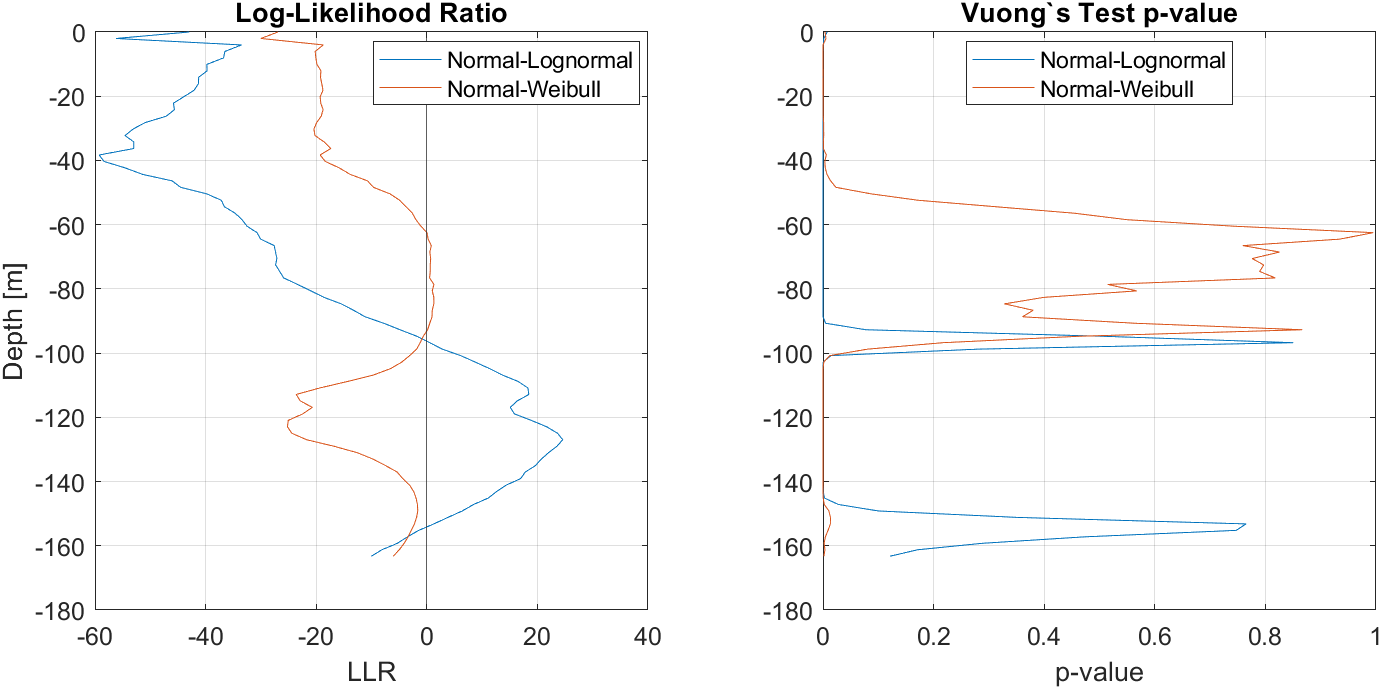 Log-Likelihood Ratio
Normal-Lognormal
Normal-Weibull
0
-20
-40
-60
-80
-100
-120
-140
-160
-180
Depth [m]
-60 -40 -20 0 20 40
LLR
Vuong`s Test p-value
Normal-Lognormal
Normal-Weibull
0
-20
-40
-60
-80
-100
-120
-140
-160
-180
0 0.2 0.4 0.6 0.8 1
p-value